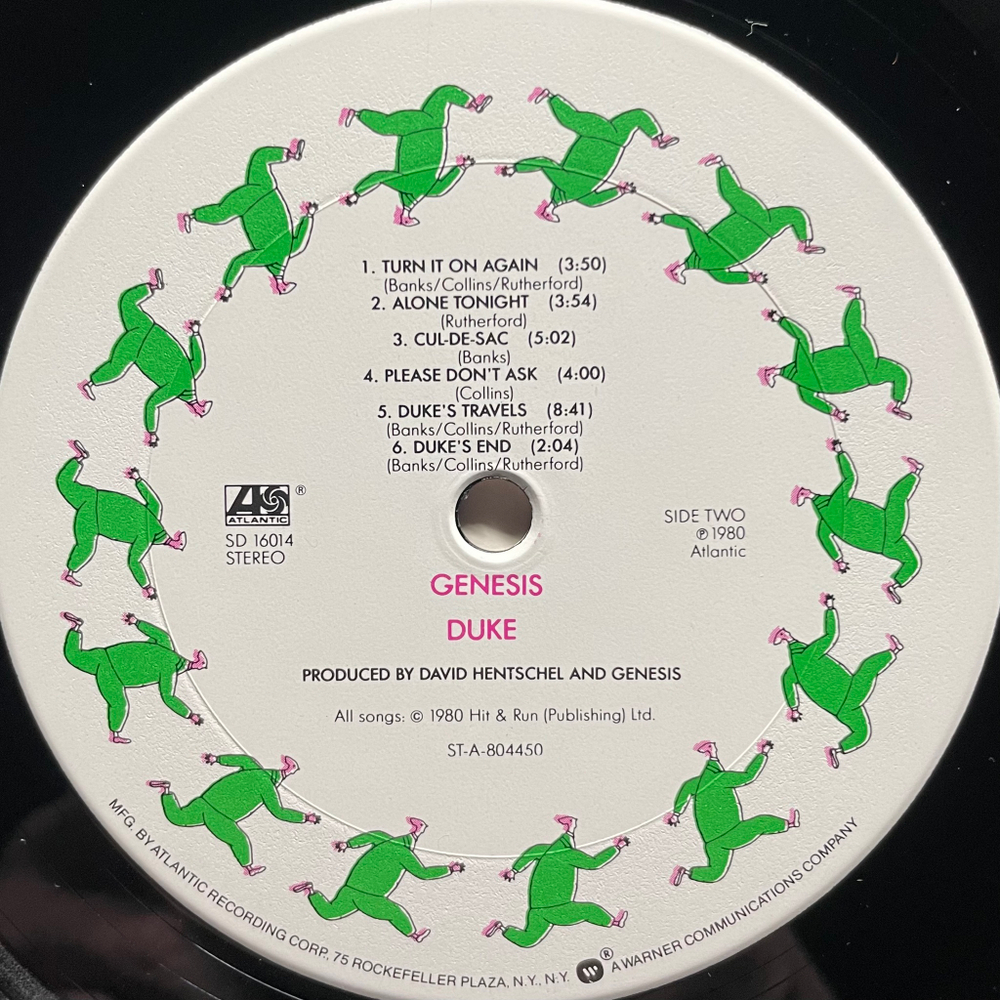 1. TURN IT ON AGAIN (3:50)
(Banks/Collins/Rutherford)
2. ALONE TONIGHT (3:54)
(Rutherford)
3. CUL-DE-SAC (5:02)
(Banks)
4. PLEASE DON'T ASK (4:00)
(Collins)
5. DUKE'S TRAVELS (8:41)
(Banks/Collins/Rutherford)
6. DUKE'S END (2:04)
(Banks/Collins/Rutherford)
A ®
ATLANTIC
SD 16014
STEREO
SIDE TWO
℗ 1980
Atlantic
GENESIS
DUKE
PRODUCED BY DAVID HENTSCHEL AND GENESIS
All songs: © 1980 Hit & Run (Publishing) Ltd.
ST-A-804450
MFG. BY ATLANTIC RECORDING CORP., 75 ROCKEFELLER PLAZA, N.Y., N.Y. W ® A WARNER COMMUNICATIONS COMPANY